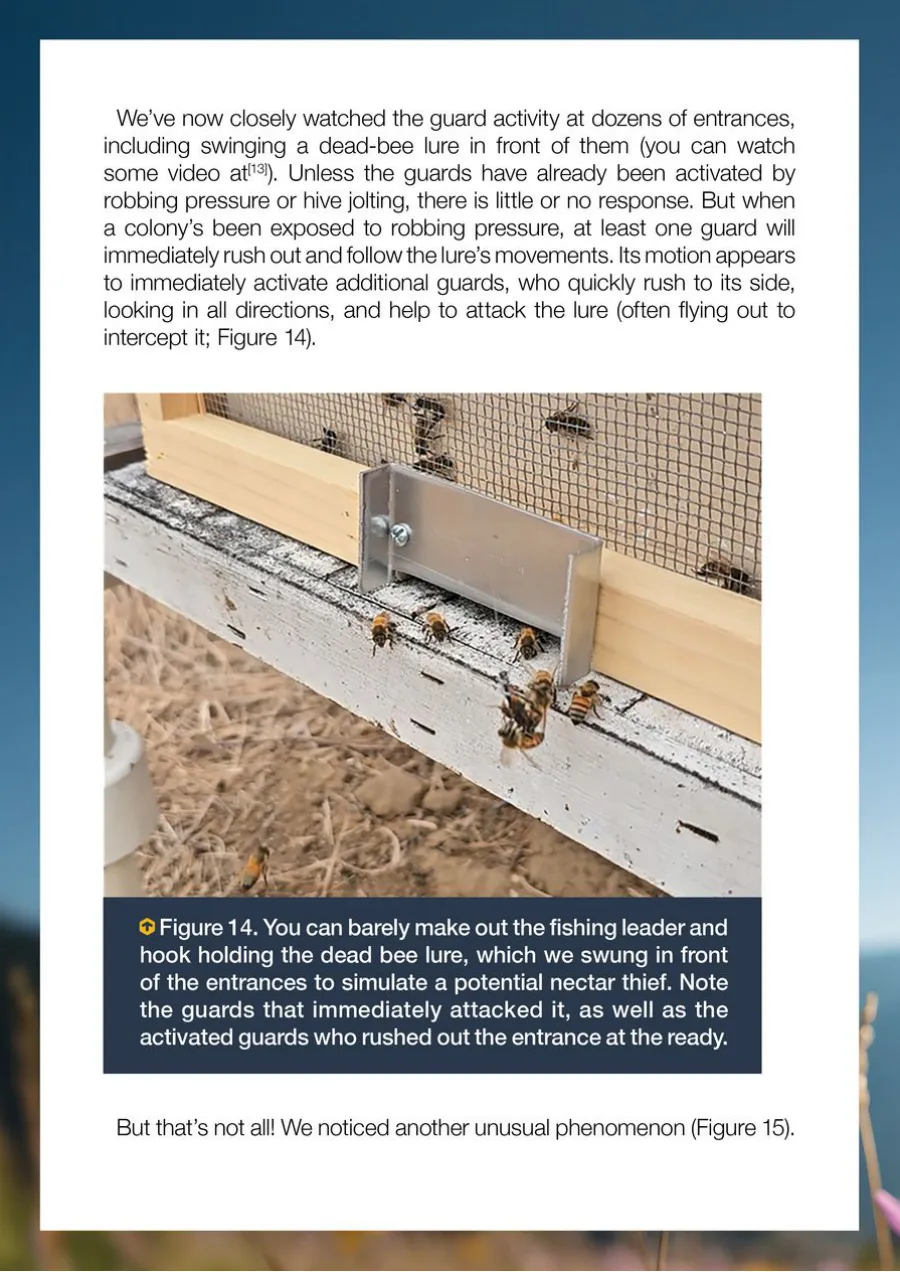 We’ve now closely watched the guard activity at dozens of entrances,
including swinging a dead-bee lure in front of them (you can watch
some video at[13]). Unless the guards have already been activated by
robbing pressure or hive jolting, there is little or no response. But when
a colony’s been exposed to robbing pressure, at least one guard will
immediately rush out and follow the lure’s movements. Its motion appears
to immediately activate additional guards, who quickly rush to its side,
looking in all directions, and help to attack the lure (often flying out to
intercept it; Figure 14).
Figure 14. You can barely make out the fishing leader and
hook holding the dead bee lure, which we swung in front
of the entrances to simulate a potential nectar thief. Note
the guards that immediately attacked it, as well as the
activated guards who rushed out the entrance at the ready.
But that’s not all! We noticed another unusual phenomenon (Figure 15).